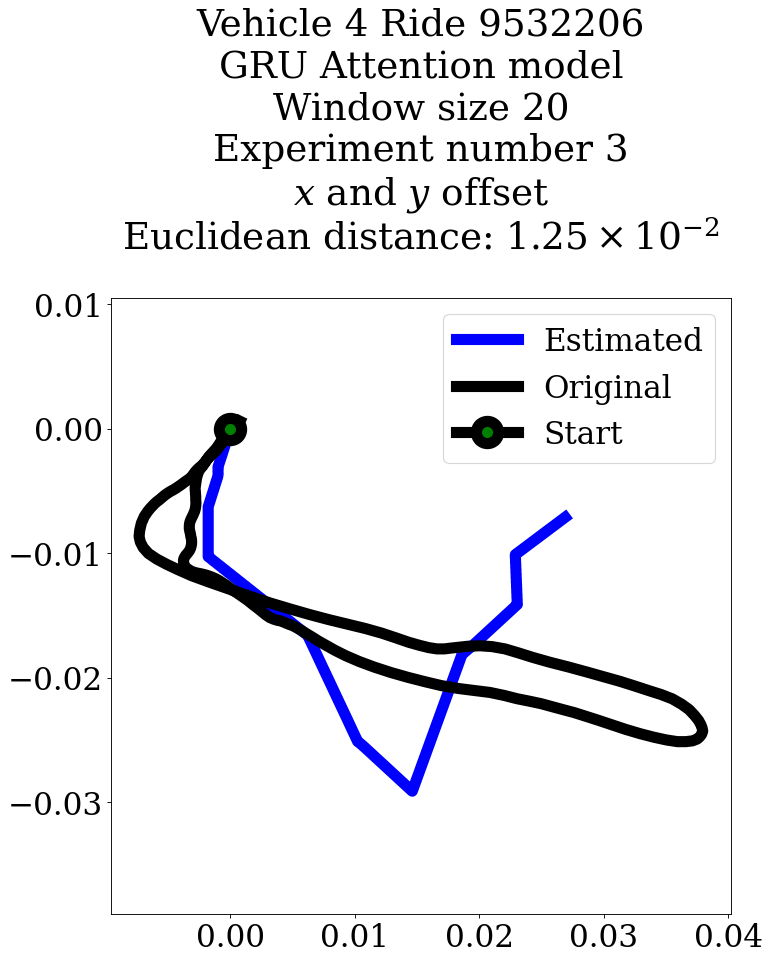 Vehicle 4 Ride 9532206
GRU Attention model
Window size 20
Experiment number 3
x and y offset
Euclidean distance: 1.25 × 10⁻²
0.01
0.00
−0.01
−0.02
−0.03
Estimated
Original
Start
0.00 0.01 0.02 0.03 0.04